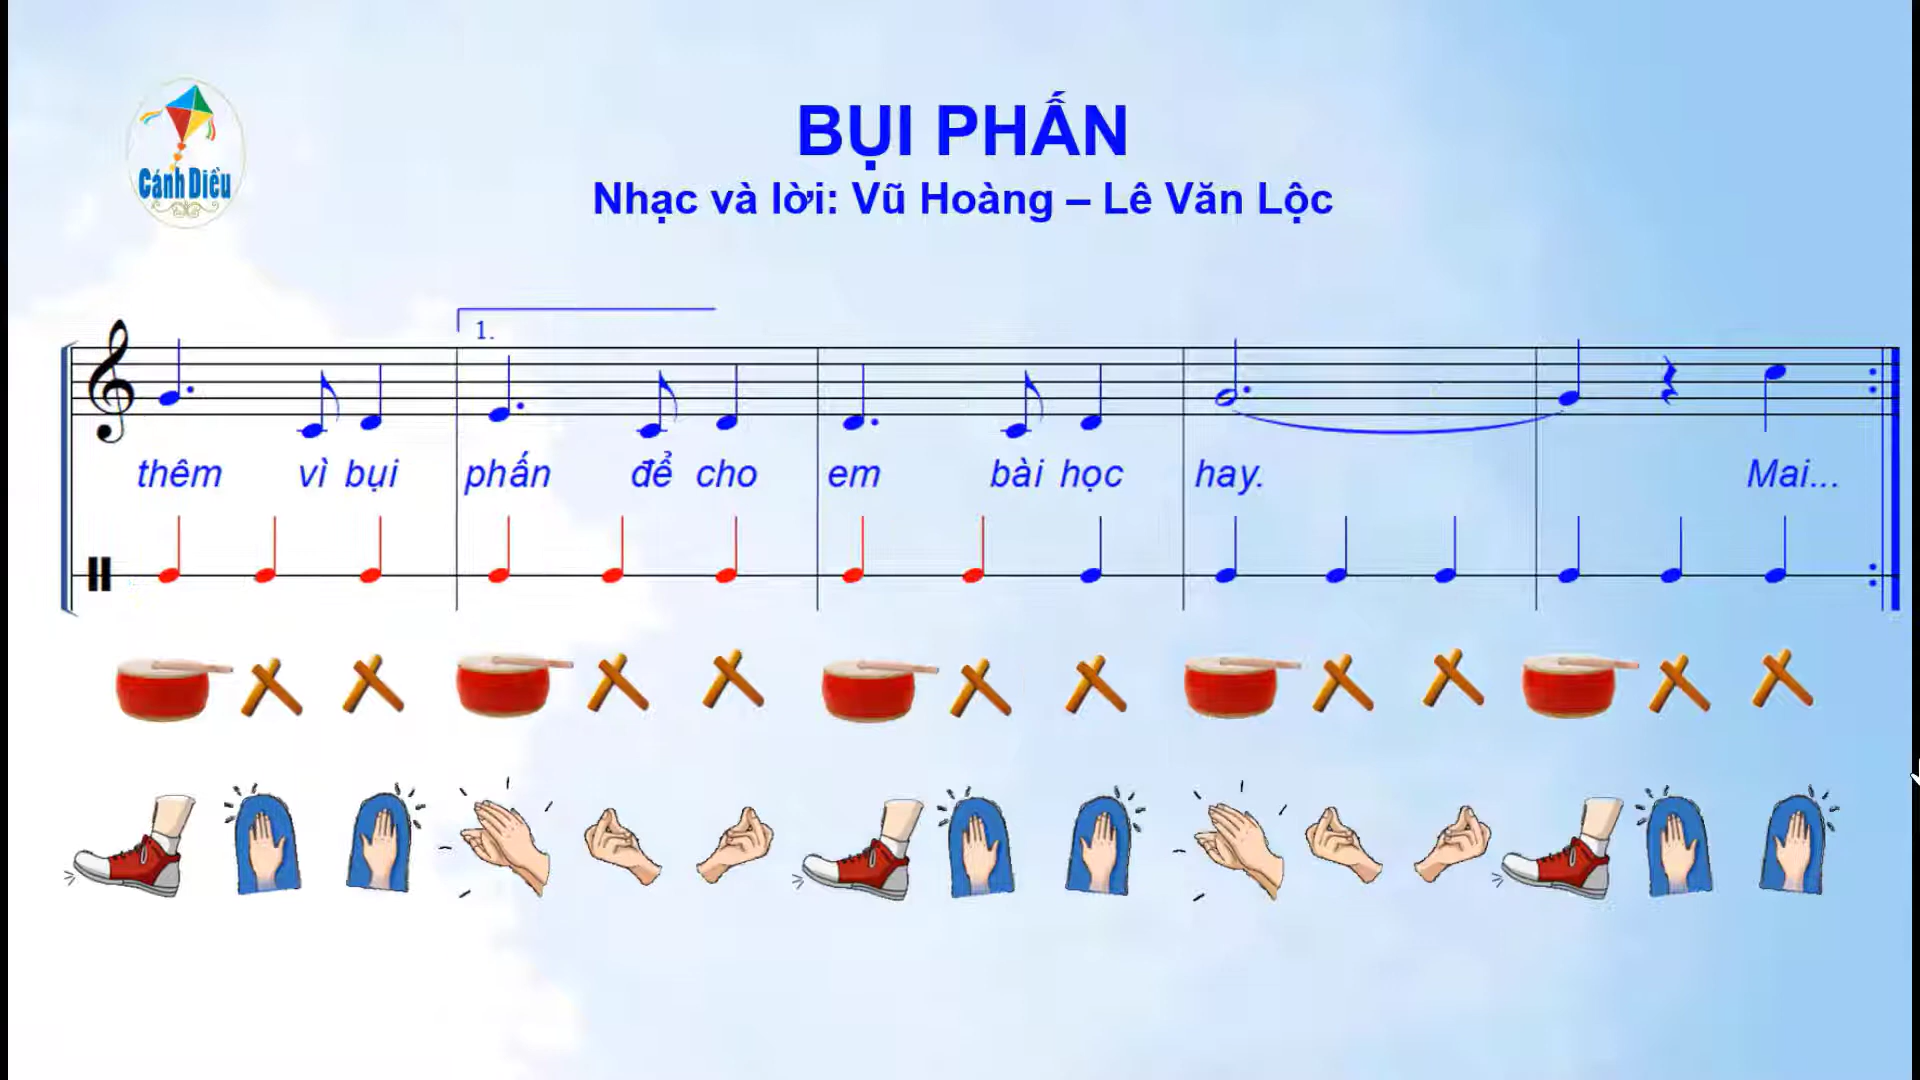 Cánh Diều
BỤI PHẤN
Nhạc và lời: Vũ Hoàng – Lê Văn Lộc
1.
thêm vì bụi phấn để cho em bài học hay. Mai...